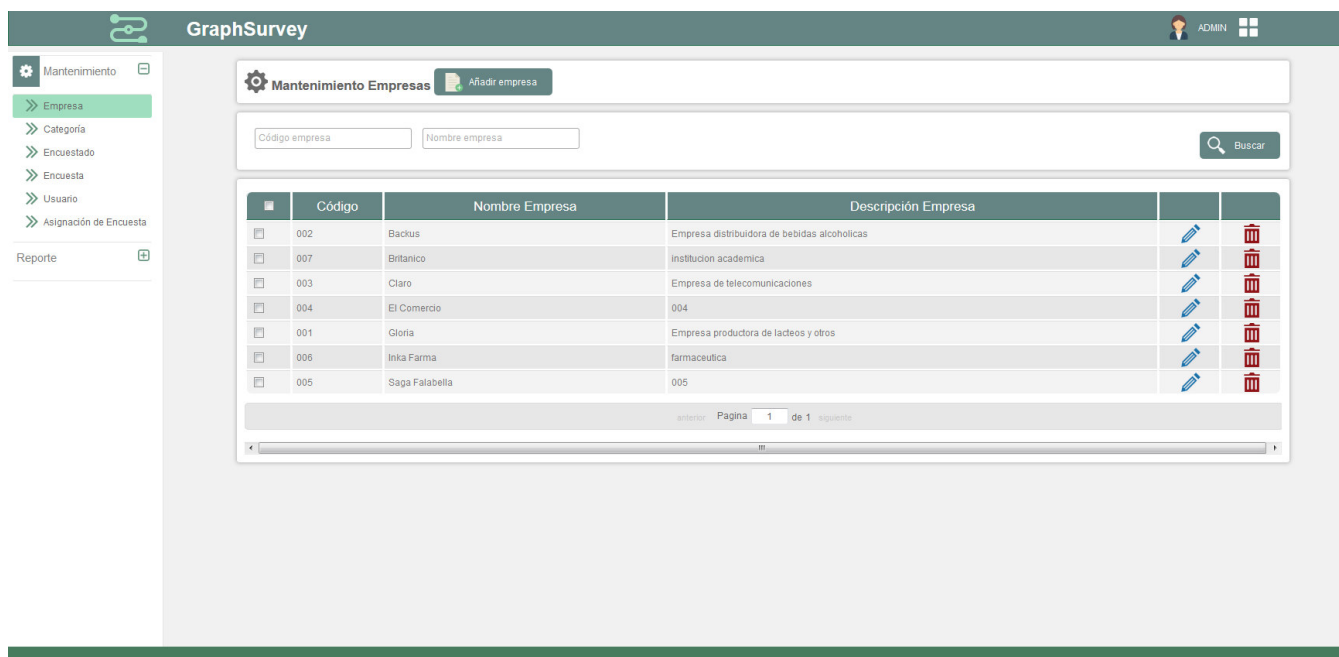 GraphSurvey
ADMIN
Mantenimiento
Empresa
Categoría
Encuestado
Encuesta
Usuario
Asignación de Encuesta
Reporte
Mantenimiento Empresas
Añadir empresa
Código empresa
Nombre empresa
Buscar
Código Nombre Empresa Descripción Empresa
002 Backus Empresa distribuidora de bebidas alcoholicas
007 Britanico institucion academica
003 Claro Empresa de telecomunicaciones
004 El Comercio 004
001 Gloria Empresa productora de lacteos y otros
006 Inka Farma farmaceutica
005 Saga Falabella 005
anterior Pagina 1 de 1 siguiente